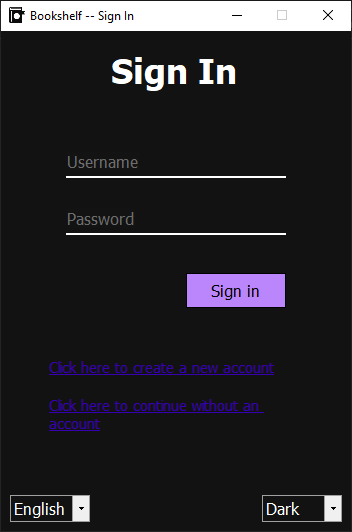 Bookshelf -- Sign In
Sign In
Username
Password
Sign in
Click here to create a new account
Click here to continue without an
account
English
Dark